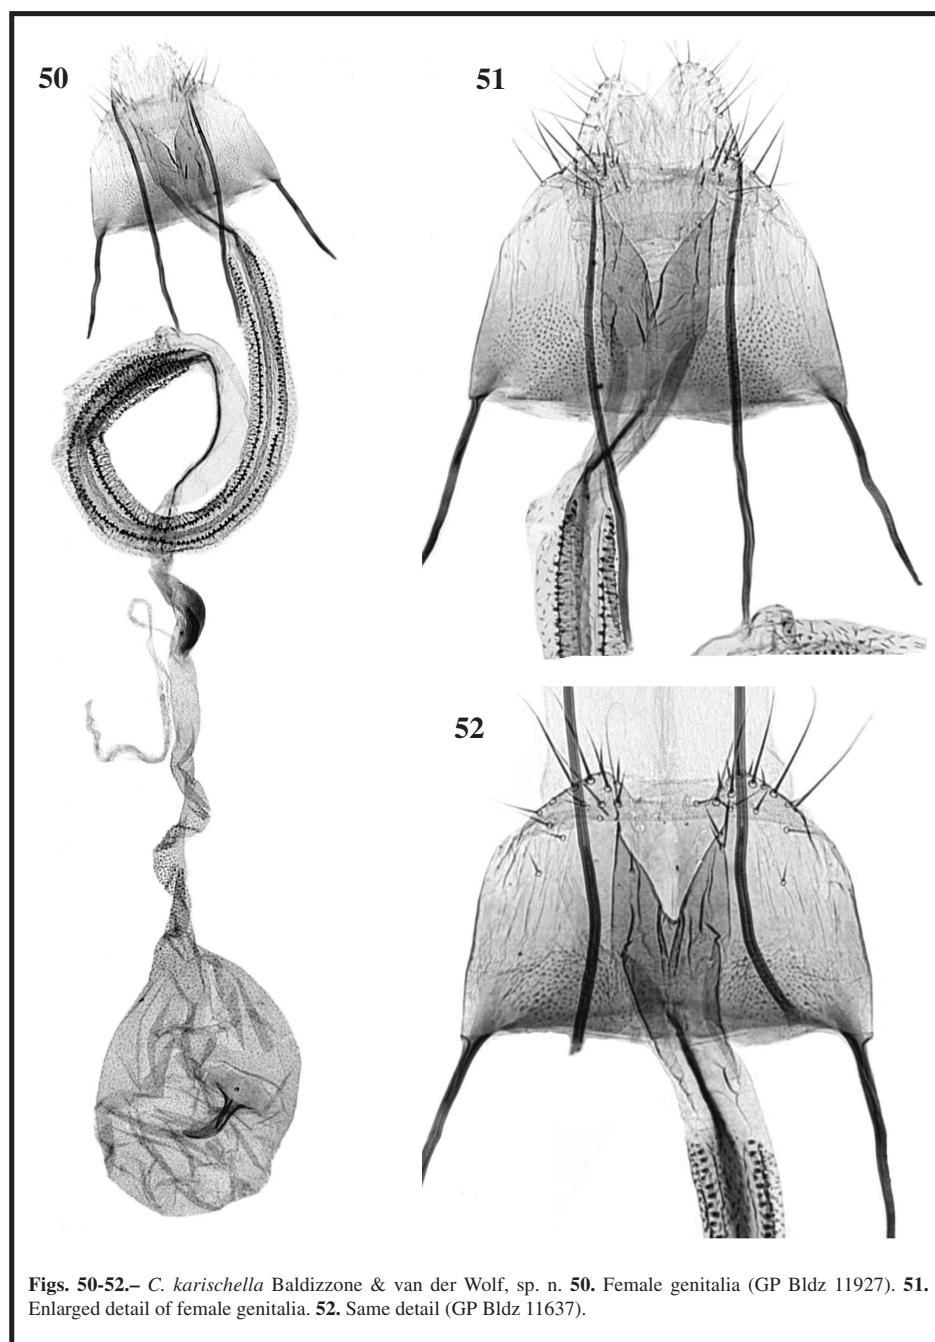 50
51
52
Figs. 50-52.– C. karischella Baldizzone & van der Wolf, sp. n. 50. Female genitalia (GP Bldz 11927). 51.
Enlarged detail of female genitalia. 52. Same detail (GP Bldz 11637).